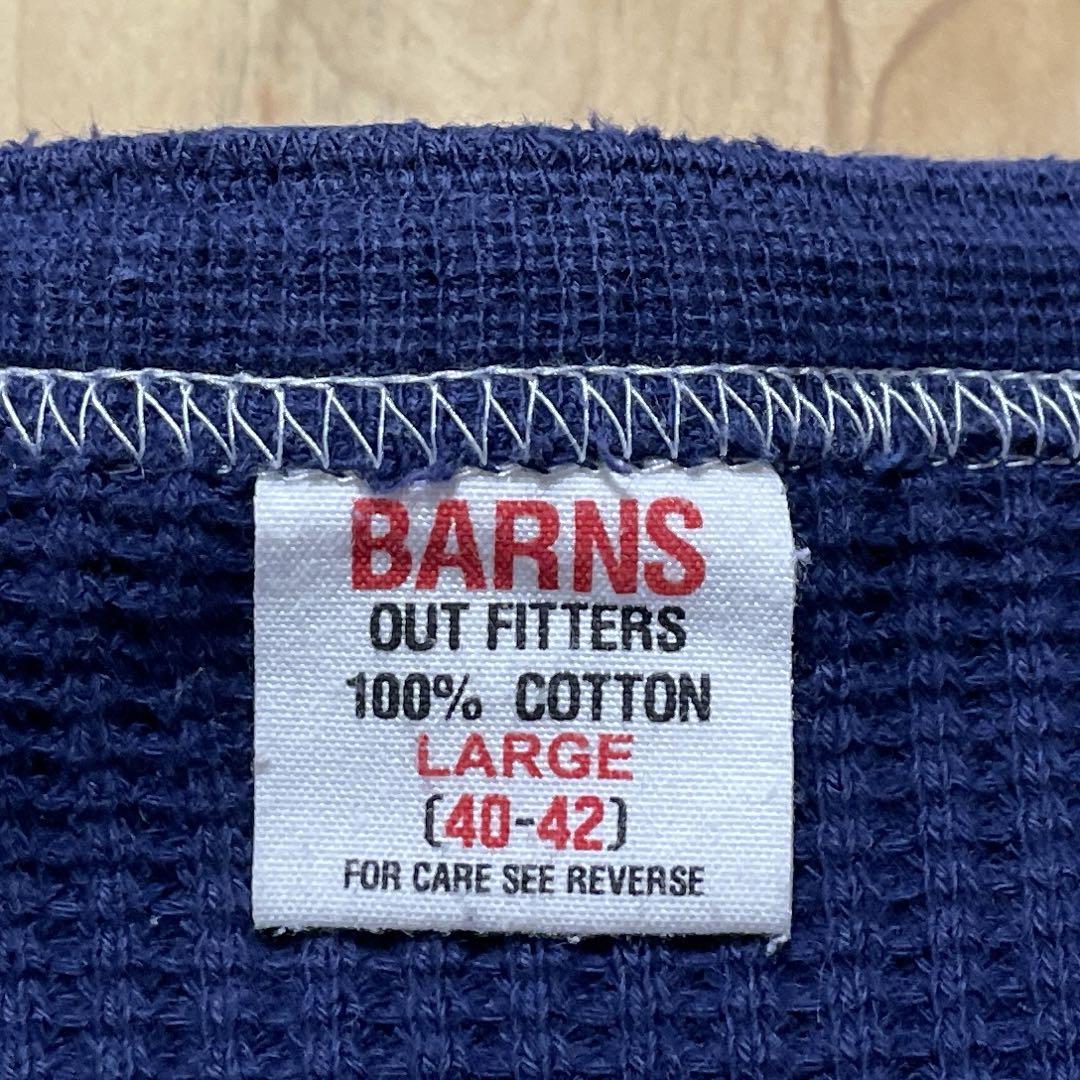 BARNS
OUT FITTERS
100% COTTON
LARGE
(40-42)
FOR CARE SEE REVERSE